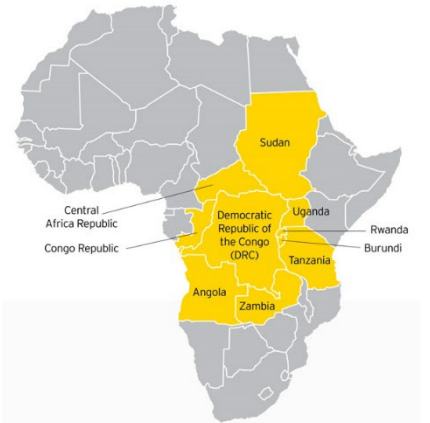 Sudan
Central
Africa Republic
Congo Republic
Democratic
Republic of
the Congo
(DRC)
Uganda
Rwanda
Burundi
Tanzania
Angola
Zambia